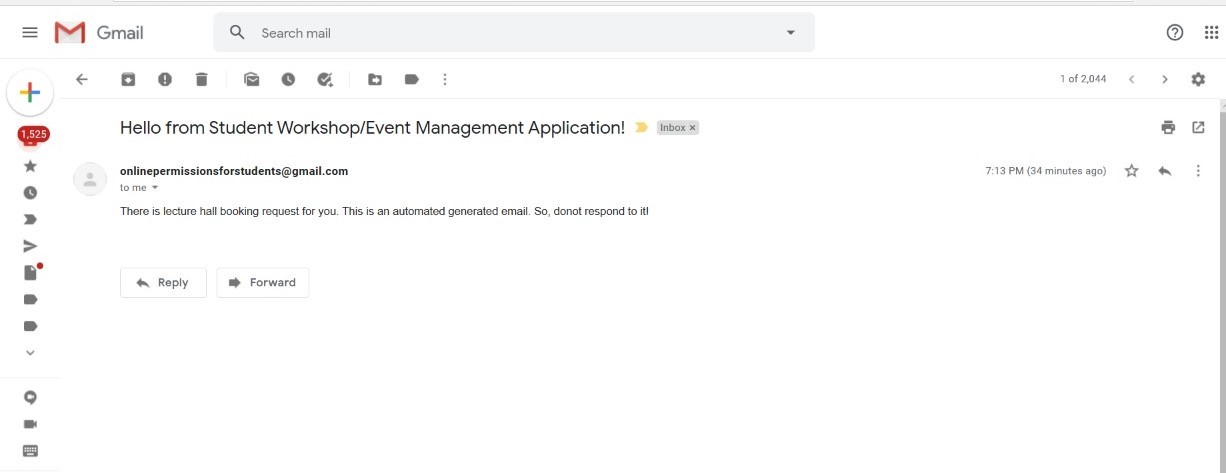 Gmail
Search mail
1 of 2,044
1,525
Hello from Student Workshop/Event Management Application! Inbox x
onlinepermissionsforstudents@gmail.com 7:13 PM (34 minutes ago)
to me
There is lecture hall booking request for you. This is an automated generated email. So, donot respond to it!
Reply Forward